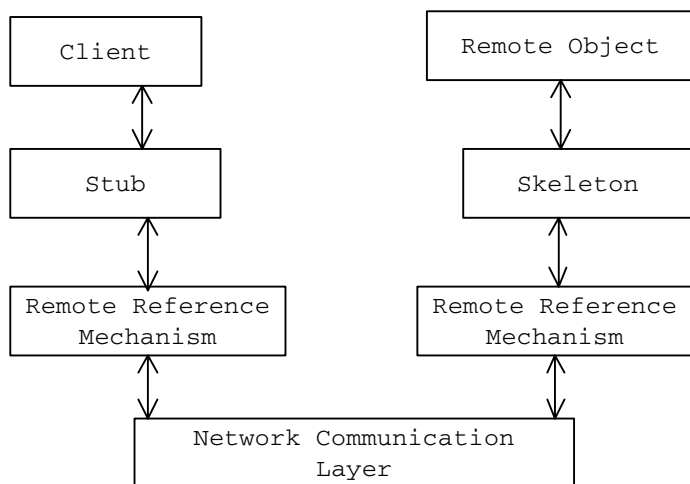 Client
Remote Object
Stub
Skeleton
Remote Reference
Mechanism
Remote Reference
Mechanism
Network Communication
Layer